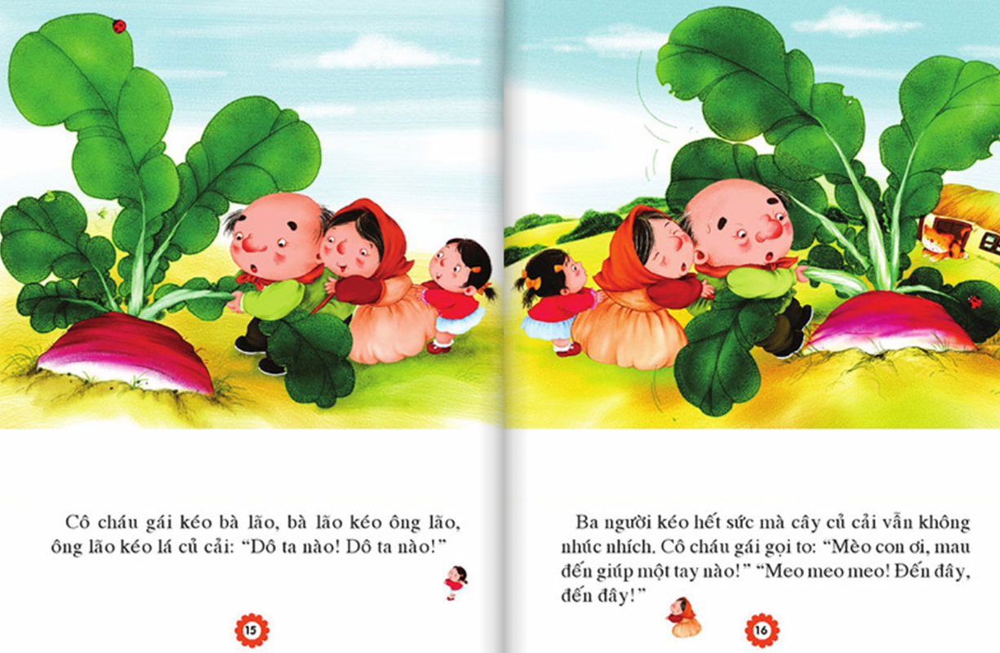 Cô cháu gái kéo bà lão, bà lão kéo ông lão,
ông lão kéo lá củ cải: “Dô ta nào! Dô ta nào!”
15
Ba người kéo hết sức mà cây củ cải vẫn không
nhúc nhích. Cô cháu gái gọi to: “Mèo con ơi, mau
đến giúp một tay nào!” “Meo meo meo! Đến đây,
đến đây!”
16